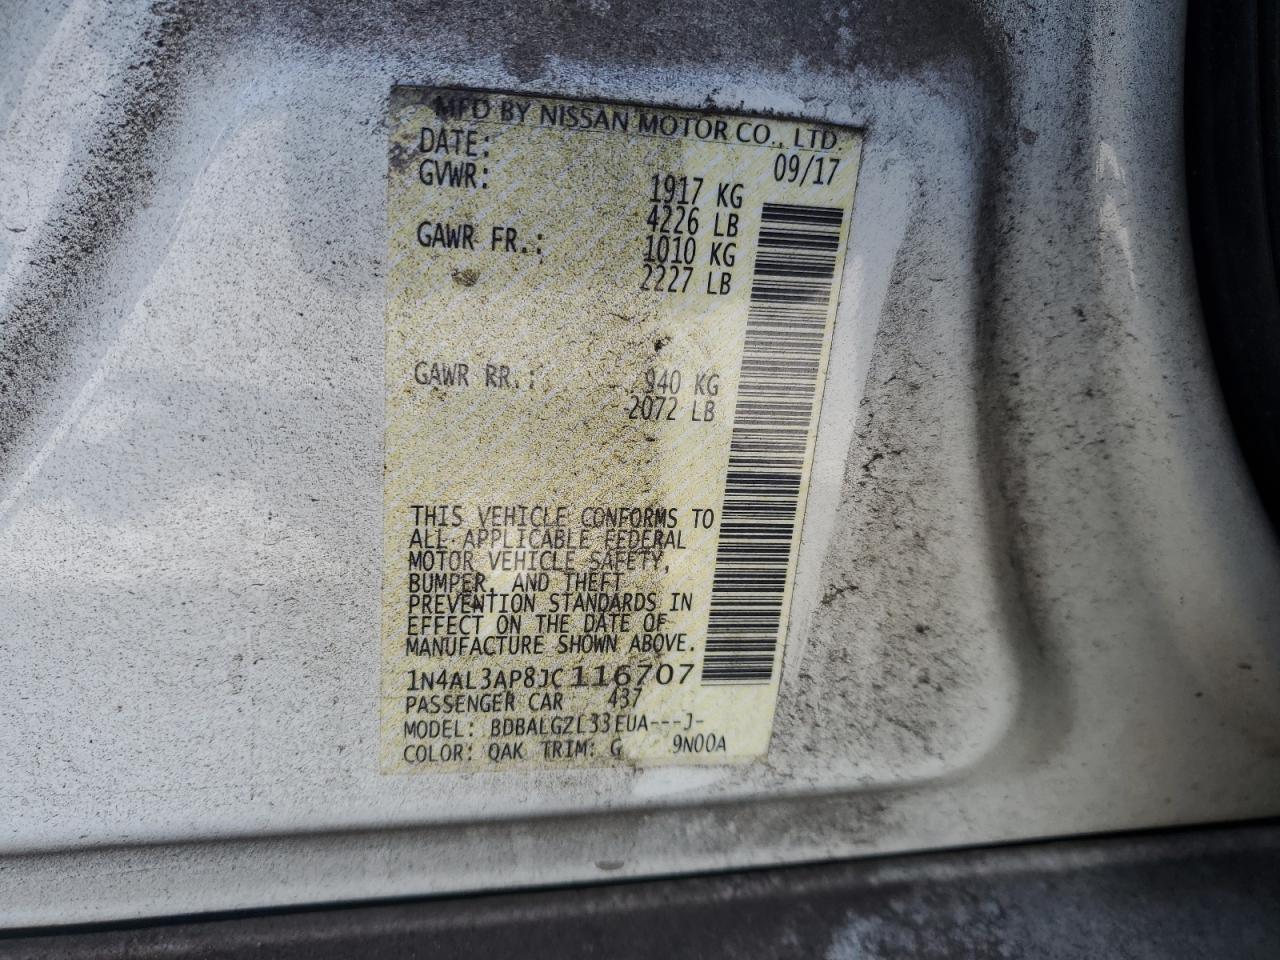 MFD BY NISSAN MOTOR CO., LTD.
DATE: 09/17
GVWR: 1917 KG
4226 LB
GAWR FR.: 1010 KG
2227 LB
GAWR RR.: 940 KG
2072 LB
THIS VEHICLE CONFORMS TO
ALL APPLICABLE FEDERAL
MOTOR VEHICLE SAFETY,
BUMPER, AND THEFT
PREVENTION STANDARDS IN
EFFECT ON THE DATE OF
MANUFACTURE SHOWN ABOVE.
1N4AL3AP8JC116707
PASSENGER CAR 437
MODEL: BDBALGZL33EUA---J-
COLOR: QAK TRIM: G 9N00A